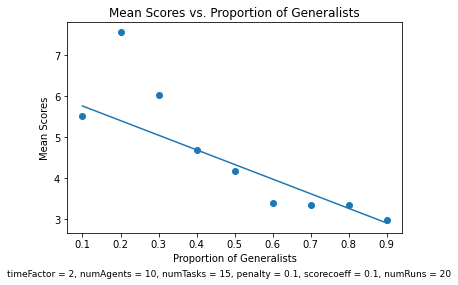 Mean Scores vs. Proportion of Generalists
Mean Scores
7
6
5
4
3
0.1 0.2 0.3 0.4 0.5 0.6 0.7 0.8 0.9
Proportion of Generalists
timeFactor = 2, numAgents = 10, numTasks = 15, penalty = 0.1, scorecoeff = 0.1, numRuns = 20